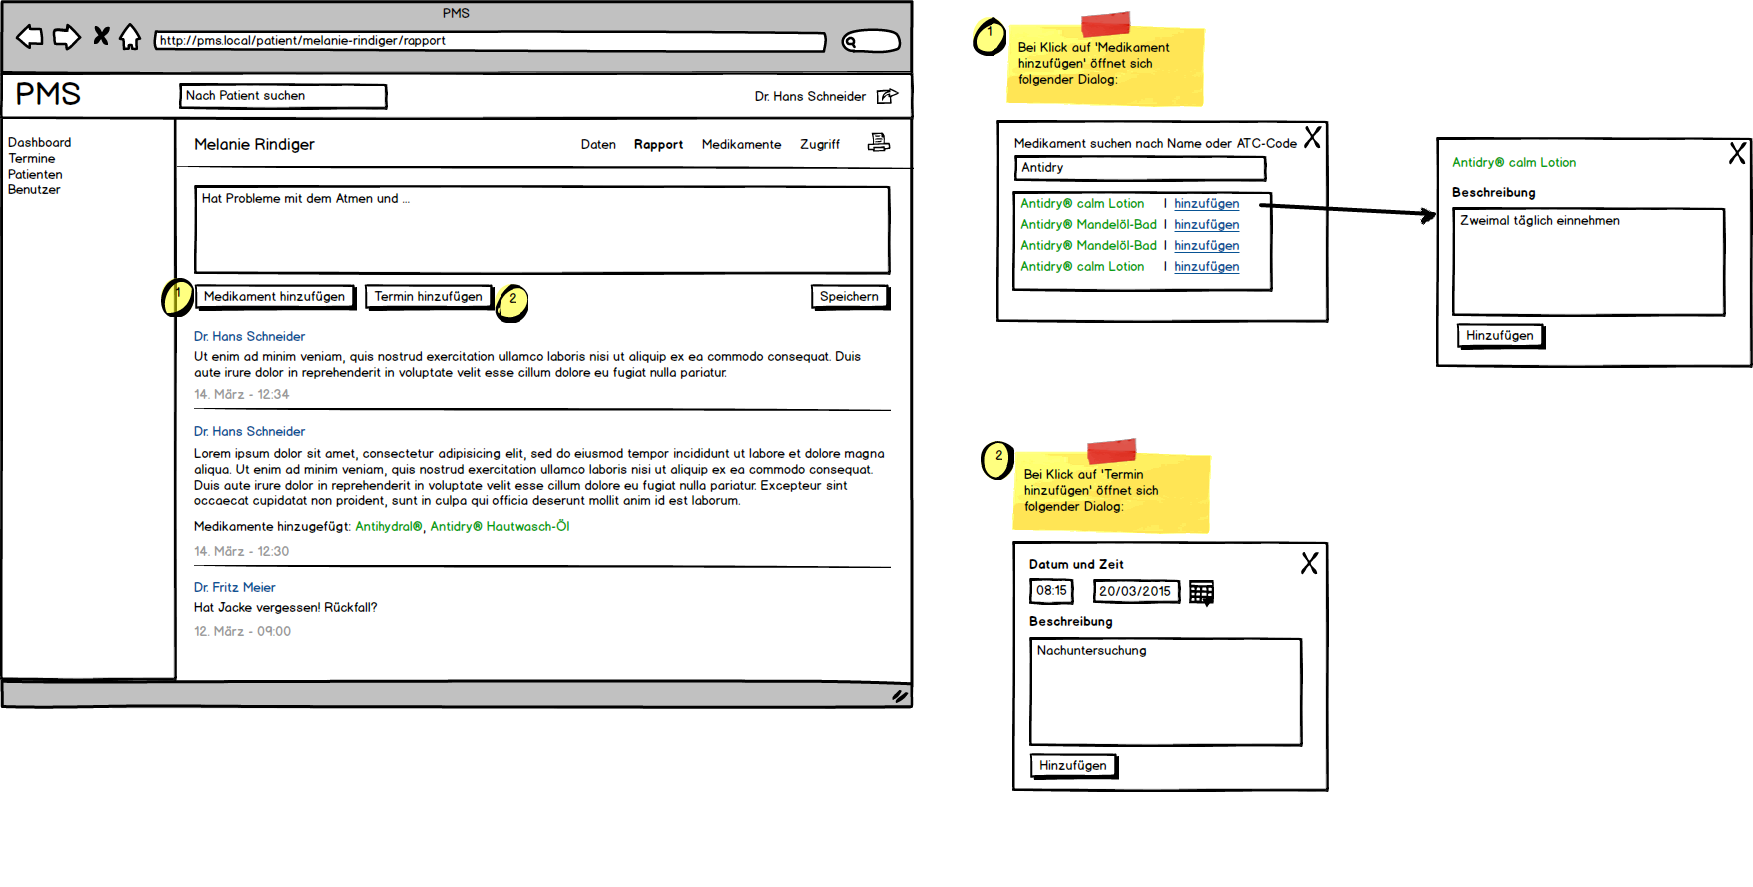 PMS
http://pms.local/patient/melanie-rindiger/rapport
PMS
Nach Patient suchen
Dr. Hans Schneider
Dashboard
Termine
Patienten
Benutzer
Melanie Rindiger
Daten
Rapport
Medikamente
Zugriff
Hat Probleme mit dem Atmen und ...
1
Medikament hinzufügen
Termin hinzufügen
2
Speichern
Dr. Hans Schneider
Ut enim ad minim veniam, quis nostrud exercitation ullamco laboris nisi ut aliquip ex ea commodo consequat. Duis
aute irure dolor in reprehenderit in voluptate velit esse cillum dolore eu fugiat nulla pariatur.
14. März - 12:34
Dr. Hans Schneider
Lorem ipsum dolor sit amet, consectetur adipisicing elit, sed do eiusmod tempor incididunt ut labore et dolore magna
aliqua. Ut enim ad minim veniam, quis nostrud exercitation ullamco laboris nisi ut aliquip ex ea commodo consequat.
Duis aute irure dolor in reprehenderit in voluptate velit esse cillum dolore eu fugiat nulla pariatur. Excepteur sint
occaecat cupidatat non proident, sunt in culpa qui officia deserunt mollit anim id est laborum.
Medikamente hinzugefügt: Antihydral®, Antidry® Hautwasch-Öl
14. März - 12:30
Dr. Fritz Meier
Hat Jacke vergessen! Rückfall?
12. März - 09:00
1
Bei Klick auf 'Medikament
hinzufügen' öffnet sich
folgender Dialog:
Medikament suchen nach Name oder ATC-Code
Antidry
Antidry® calm Lotion | hinzufügen
Antidry® Mandelöl-Bad | hinzufügen
Antidry® Mandelöl-Bad | hinzufügen
Antidry® calm Lotion | hinzufügen
Antidry® calm Lotion
Beschreibung
Zweimal täglich einnehmen
Hinzufügen
2
Bei Klick auf 'Termin
hinzufügen' öffnet sich
folgender Dialog:
Datum und Zeit
08:15
20/03/2015
Beschreibung
Nachuntersuchung
Hinzufügen